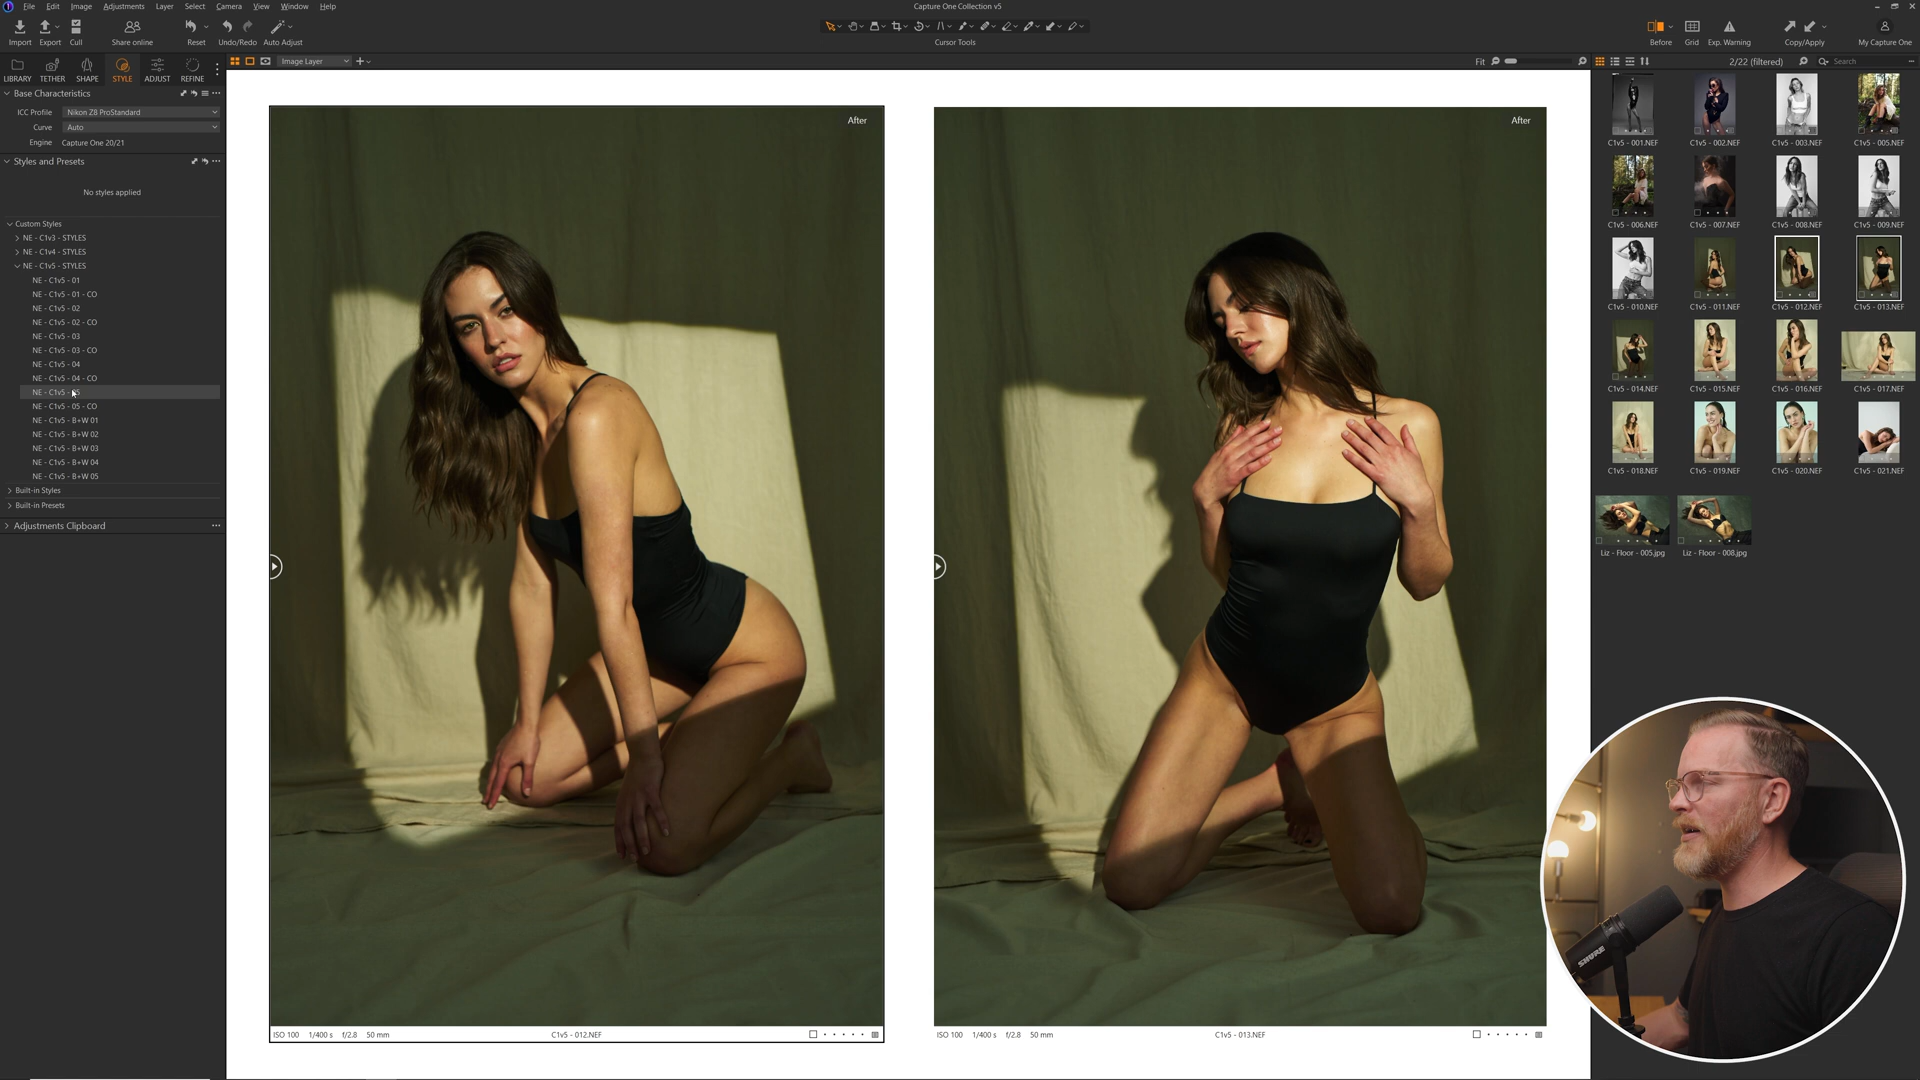 File Edit Image Adjustments Layer Select Camera View Window Help
Capture One Collection v5
Import Export Cull Share online Reset Undo/Redo Auto Adjust
Cursor Tools
Before Grid Exp. Warning Copy/Apply My Capture One
LIBRARY TETHER SHAPE STYLE ADJUST REFINE
Image Layer
Fit
2/22 (filtered)
Search
Base Characteristics
ICC Profile Nikon Z8 ProStandard
Curve Auto
Engine Capture One 20/21
Styles and Presets
No styles applied
Custom Styles
NE - C1v3 - STYLES
NE - C1v4 - STYLES
NE - C1v5 - STYLES
NE - C1v5 - 01
NE - C1v5 - 01 - CO
NE - C1v5 - 02
NE - C1v5 - 02 - CO
NE - C1v5 - 03
NE - C1v5 - 03 - CO
NE - C1v5 - 04
NE - C1v5 - 04 - CO
NE - C1v5 - 05
NE - C1v5 - 05 - CO
NE - C1v5 - B+W 01
NE - C1v5 - B+W 02
NE - C1v5 - B+W 03
NE - C1v5 - B+W 04
NE - C1v5 - B+W 05
Built-in Styles
Built-in Presets
Adjustments Clipboard
After
After
ISO 100 1/400 s f/2.8 50 mm C1v5 - 012.NEF
ISO 100 1/400 s f/2.8 50 mm C1v5 - 013.NEF
C1v5 - 001.NEF C1v5 - 002.NEF C1v5 - 003.NEF C1v5 - 005.NEF
C1v5 - 006.NEF C1v5 - 007.NEF C1v5 - 008.NEF C1v5 - 009.NEF
C1v5 - 010.NEF C1v5 - 011.NEF C1v5 - 012.NEF C1v5 - 013.NEF
C1v5 - 014.NEF C1v5 - 015.NEF C1v5 - 016.NEF C1v5 - 017.NEF
C1v5 - 018.NEF C1v5 - 019.NEF C1v5 - 020.NEF C1v5 - 021.NEF
Liz - Floor - 005.jpg Liz - Floor - 008.jpg
SHURE